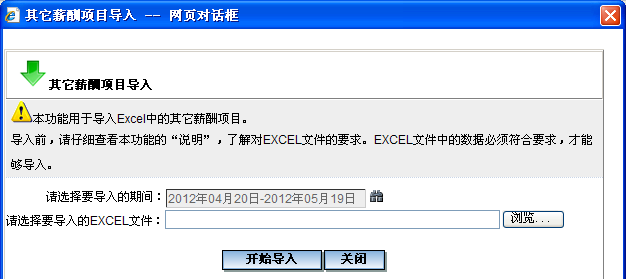 其它薪酬项目导入 -- 网页对话框
其它薪酬项目导入
本功能用于导入Excel中的其它薪酬项目。
导入前，请仔细查看本功能的“说明”，了解对EXCEL文件的要求。EXCEL文件中的数据必须符合要求，才能
够导入。
请选择要导入的期间：2012年04月20日-2012年05月19日
请选择要导入的EXCEL文件： 浏览...
开始导入 关闭